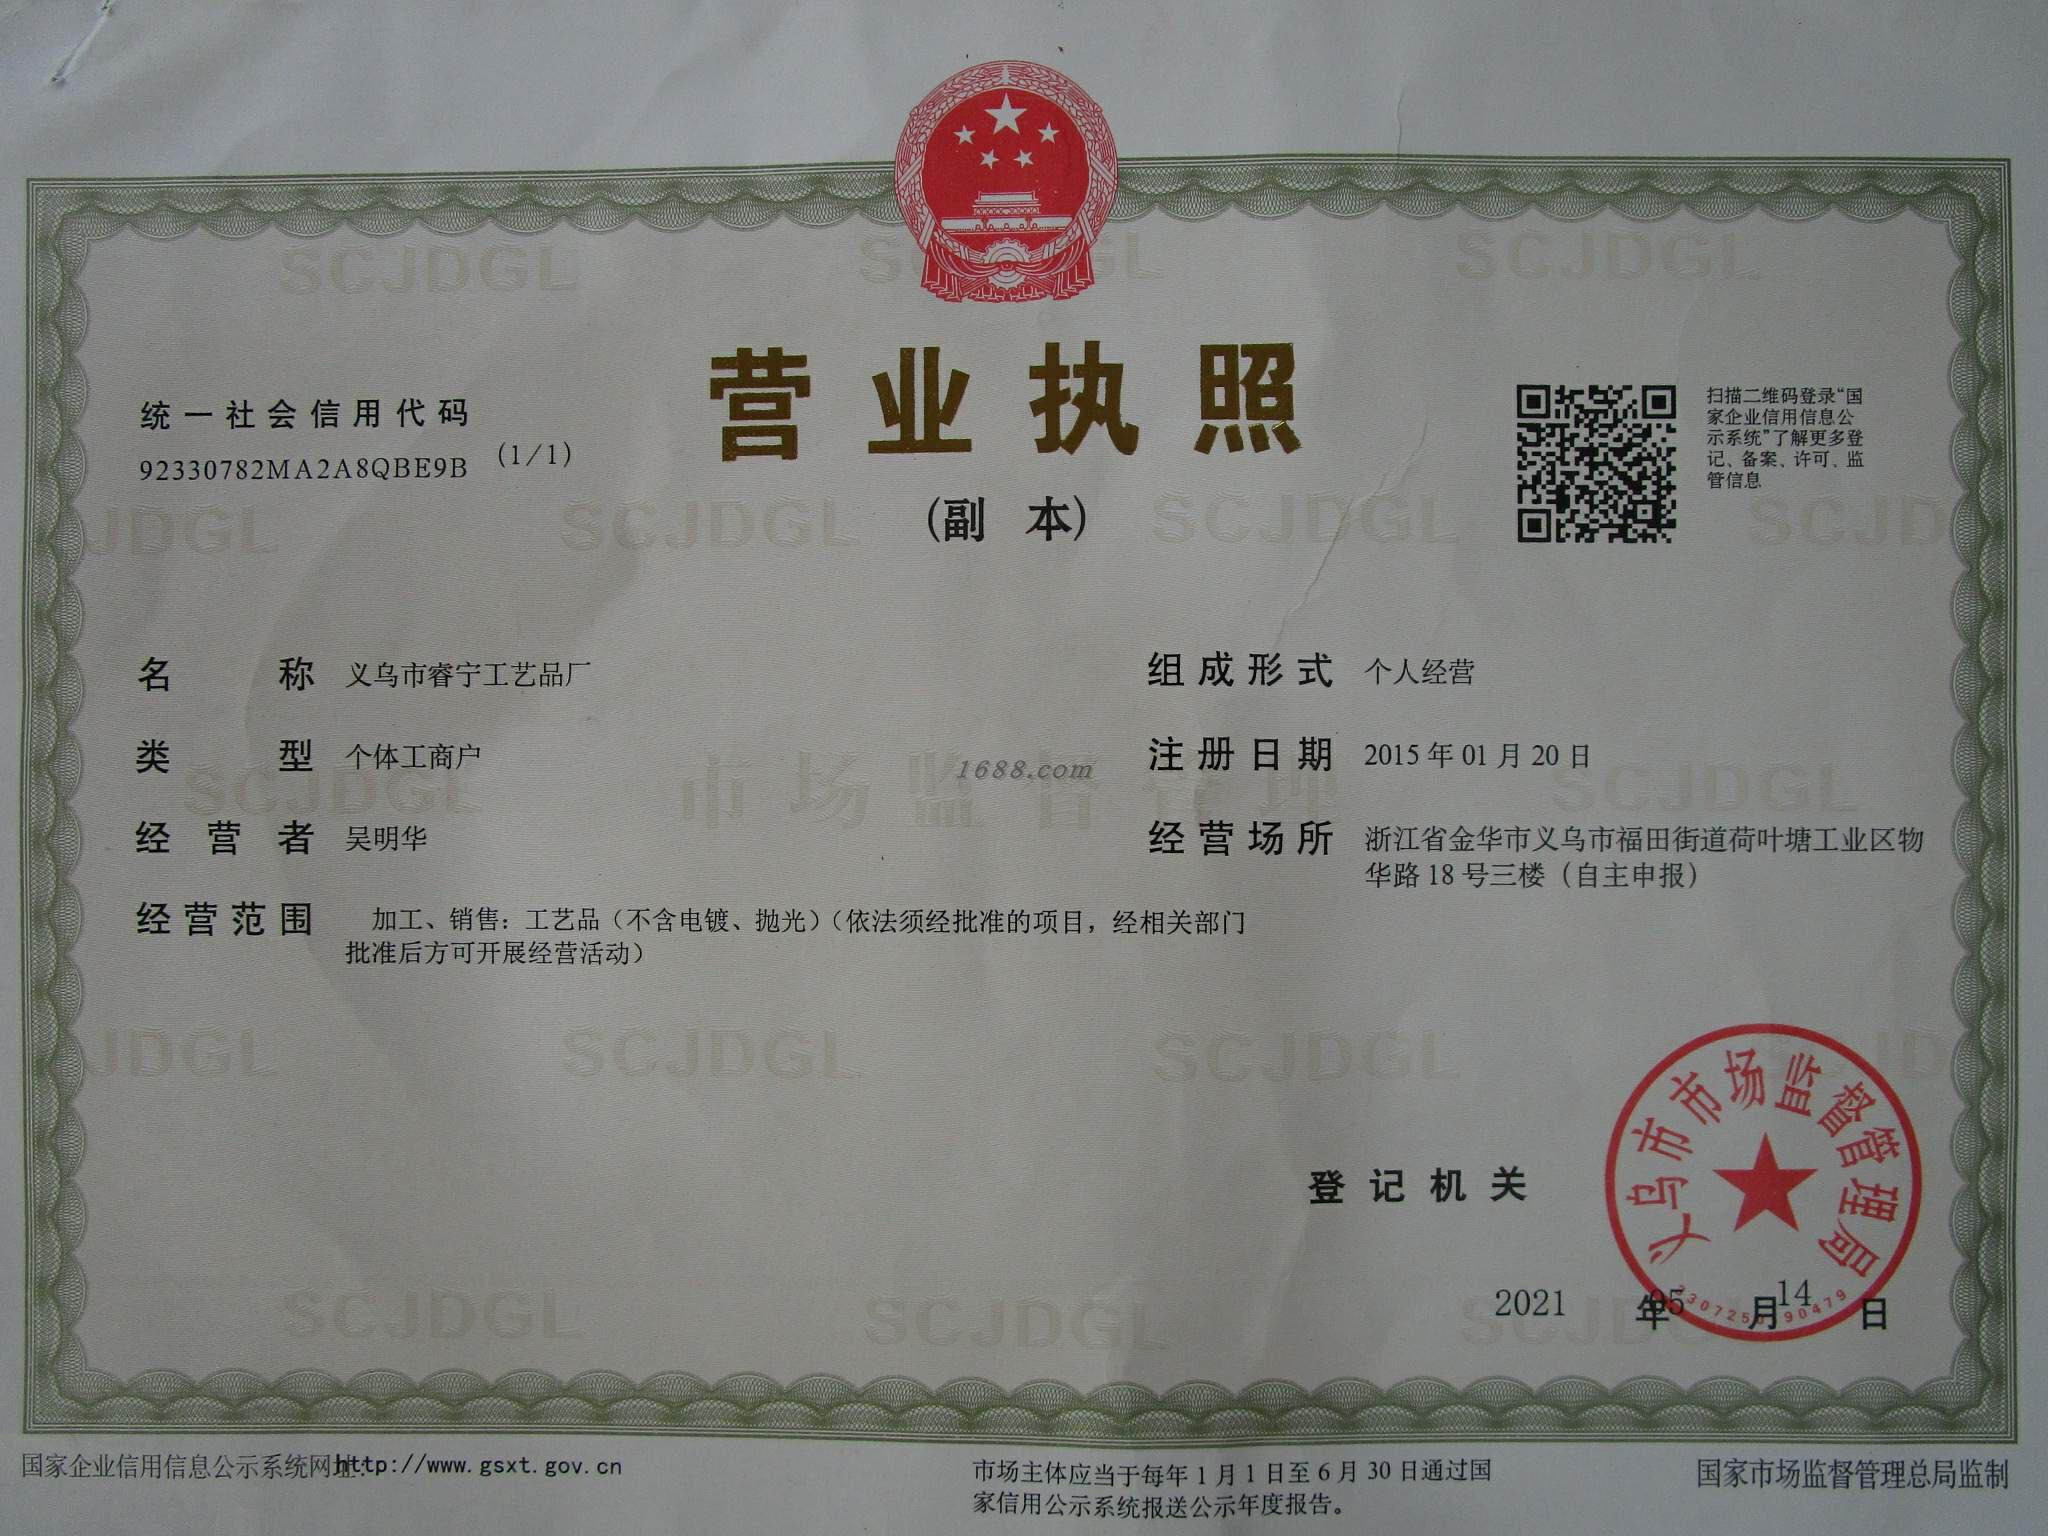 营业执照
(副 本)
统一社会信用代码
92330782MA2A8QBE9B (1/1)
扫描二维码登录“国
家企业信用信息公
示系统”了解更多登
记、备案、许可、监
管信息
名 称 义乌市睿宁工艺品厂
类 型 个体工商户
经 营 者 吴明华
经 营 范 围 加工、销售：工艺品（不含电镀、抛光）（依法须经批准的项目，经相关部门
批准后方可开展经营活动）
组 成 形 式 个人经营
注 册 日 期 2015 年 01 月 20 日
经 营 场 所 浙江省金华市义乌市福田街道荷叶塘工业区物
华路 18 号三楼（自主申报）
SCJDGL
市场监督管理
1688.com
登 记 机 关
义乌市市场监督管理局
2021 年 05 月 14 日
国家企业信用信息公示系统网址：http://www.gsxt.gov.cn
市场主体应当于每年 1 月 1 日至 6 月 30 日通过国
家信用公示系统报送公示年度报告。
国家市场监督管理总局监制